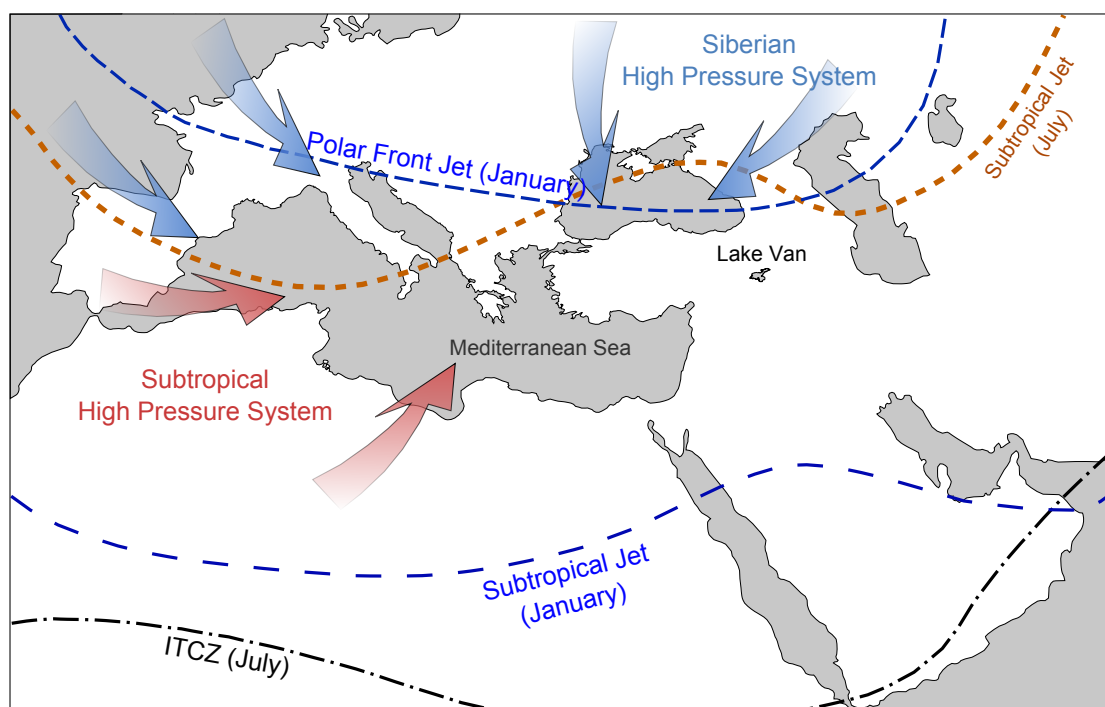 Siberian
High Pressure System
Subtropical Jet
(July)
Polar Front Jet (January)
Lake Van
Mediterranean Sea
Subtropical
High Pressure System
Subtropical Jet
(January)
ITCZ (July)